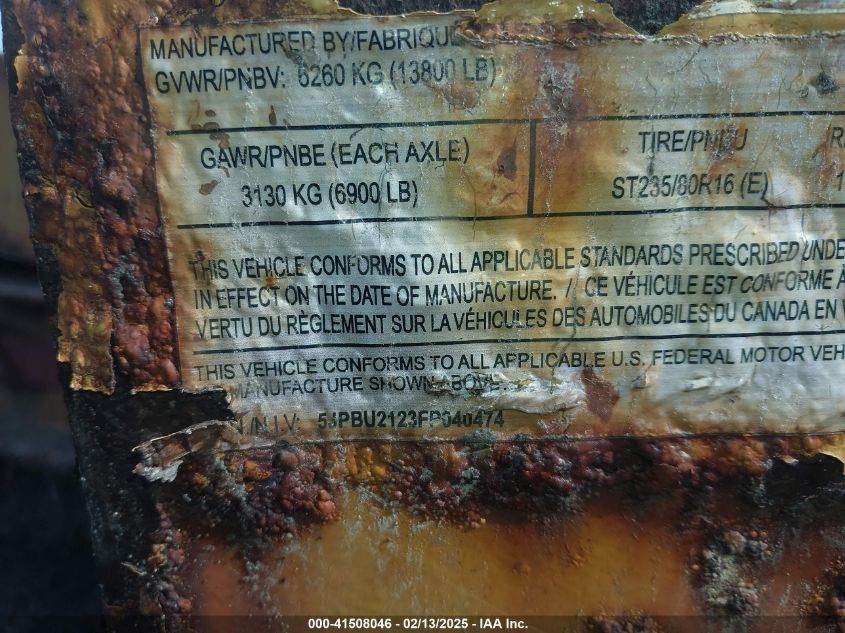 MANUFACTURED BY/FABRIQUE
GVWR/PNBV: 6260 KG (13800 LB)
GAWR/PNBE (EACH AXLE)
3130 KG (6900 LB)
TIRE/PNEU
ST235/80R16 (E)
THIS VEHICLE CONFORMS TO ALL APPLICABLE STANDARDS PRESCRIBED UNDE
IN EFFECT ON THE DATE OF MANUFACTURE. // CE VÉHICULE EST CONFORME À
VERTU DU RÈGLEMENT SUR LA VÉHICULES DES AUTOMOBILES DU CANADA EN V
THIS VEHICLE CONFORMS TO ALL APPLICABLE U.S. FEDERAL MOTOR VEH
MANUFACTURE SHOWN ABOVE
N/N.I.V: 5JPBU2123FP040474
000-41508046 - 02/13/2025 - IAA Inc.